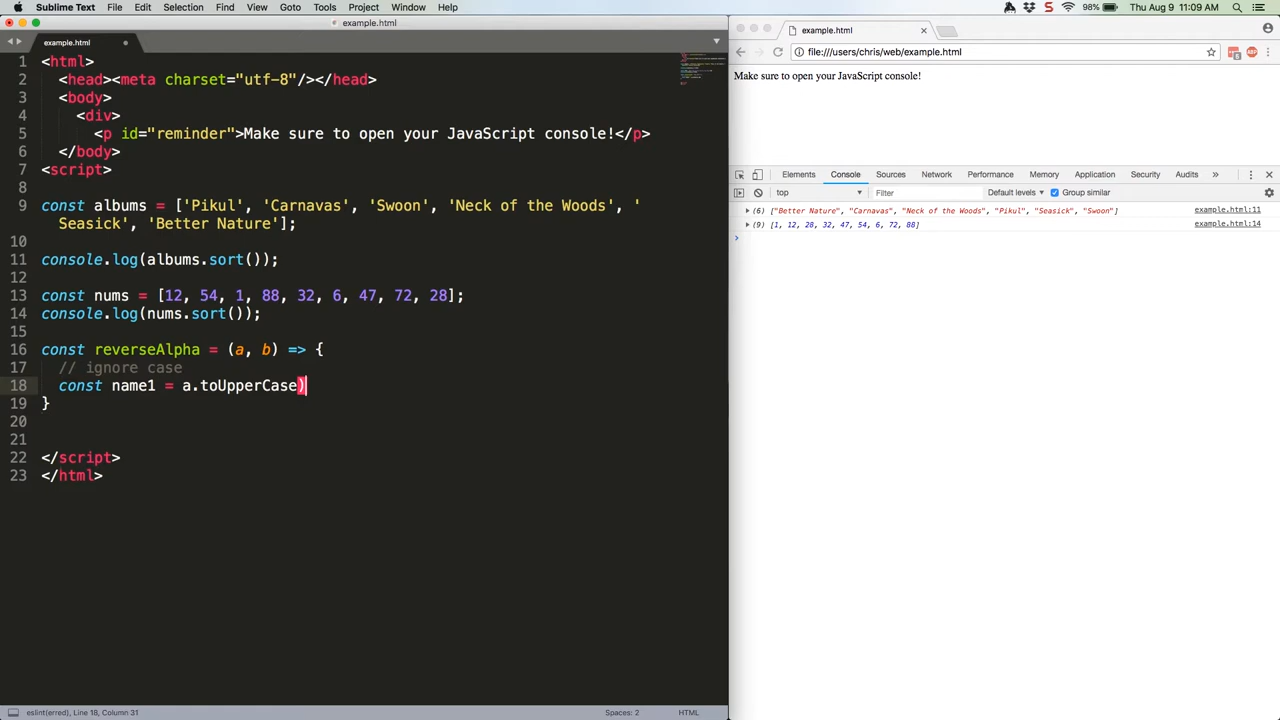 Sublime Text File Edit Selection Find View Goto Tools Project Window Help 98% Thu Aug 9 11:09 AM
example.html
example.html
1 <html>
2 <head><meta charset="utf-8"/></head>
3 <body>
4 <div>
5 <p id="reminder">Make sure to open your JavaScript console!</p>
6 </body>
7 <script>
8
9 const albums = ['Pikul', 'Carnavas', 'Swoon', 'Neck of the Woods', '
Seasick', 'Better Nature'];
10
11 console.log(albums.sort());
12
13 const nums = [12, 54, 1, 88, 32, 6, 47, 72, 28];
14 console.log(nums.sort());
15
16 const reverseAlpha = (a, b) => {
17 // ignore case
18 const name1 = a.toUpperCase)
19 }
20
21
22 </script>
23 </html>
eslint(erred), Line 18, Column 31 Spaces: 2 HTML
example.html
file:///users/chris/web/example.html
Make sure to open your JavaScript console!
Elements Console Sources Network Performance Memory Application Security Audits »
top Filter Default levels Group similar
(6) ["Better Nature", "Carnavas", "Neck of the Woods", "Pikul", "Seasick", "Swoon"] example.html:11
(9) [1, 12, 28, 32, 47, 54, 6, 72, 88] example.html:14